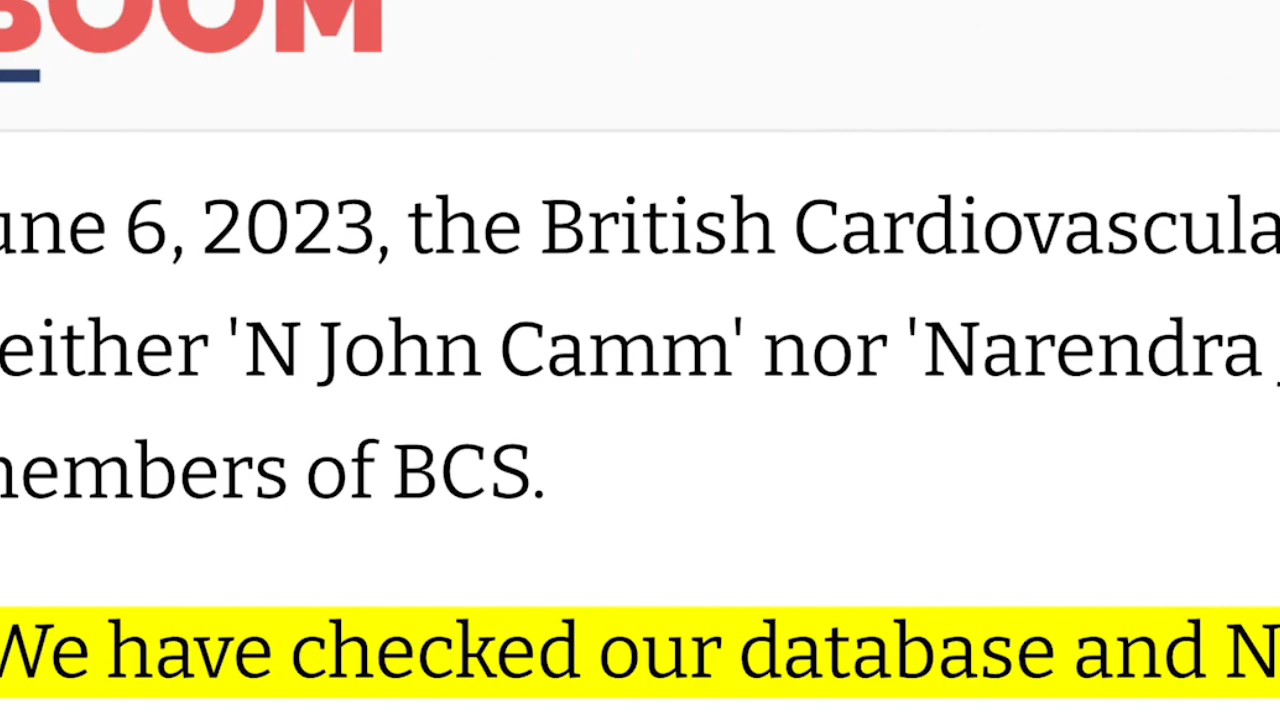 BOOM
une 6, 2023, the British Cardiovascula
either 'N John Camm' nor 'Narendra
members of BCS.
We have checked our database and N